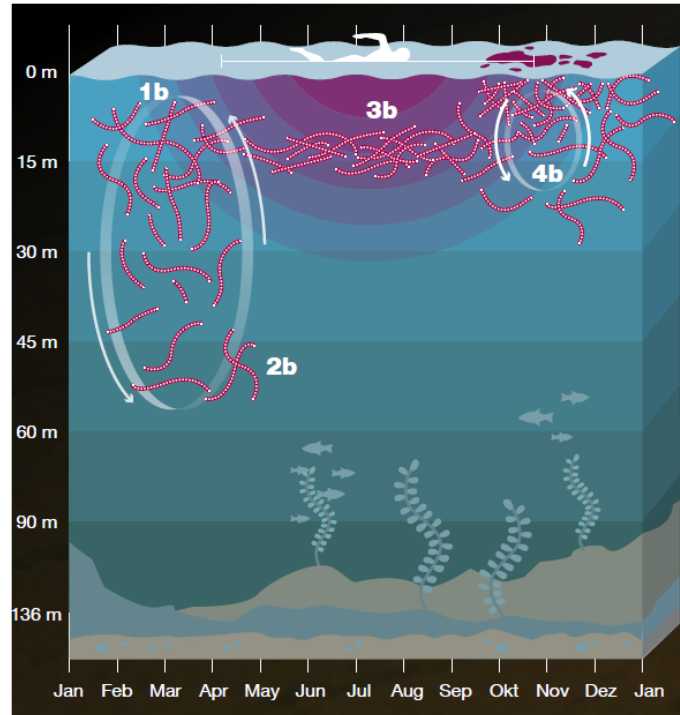 0 m
1b
3b
15 m
4b
30 m
45 m
2b
60 m
90 m
136 m
Jan Feb Mar Apr May Jun Jul Aug Sep Okt Nov Dez Jan